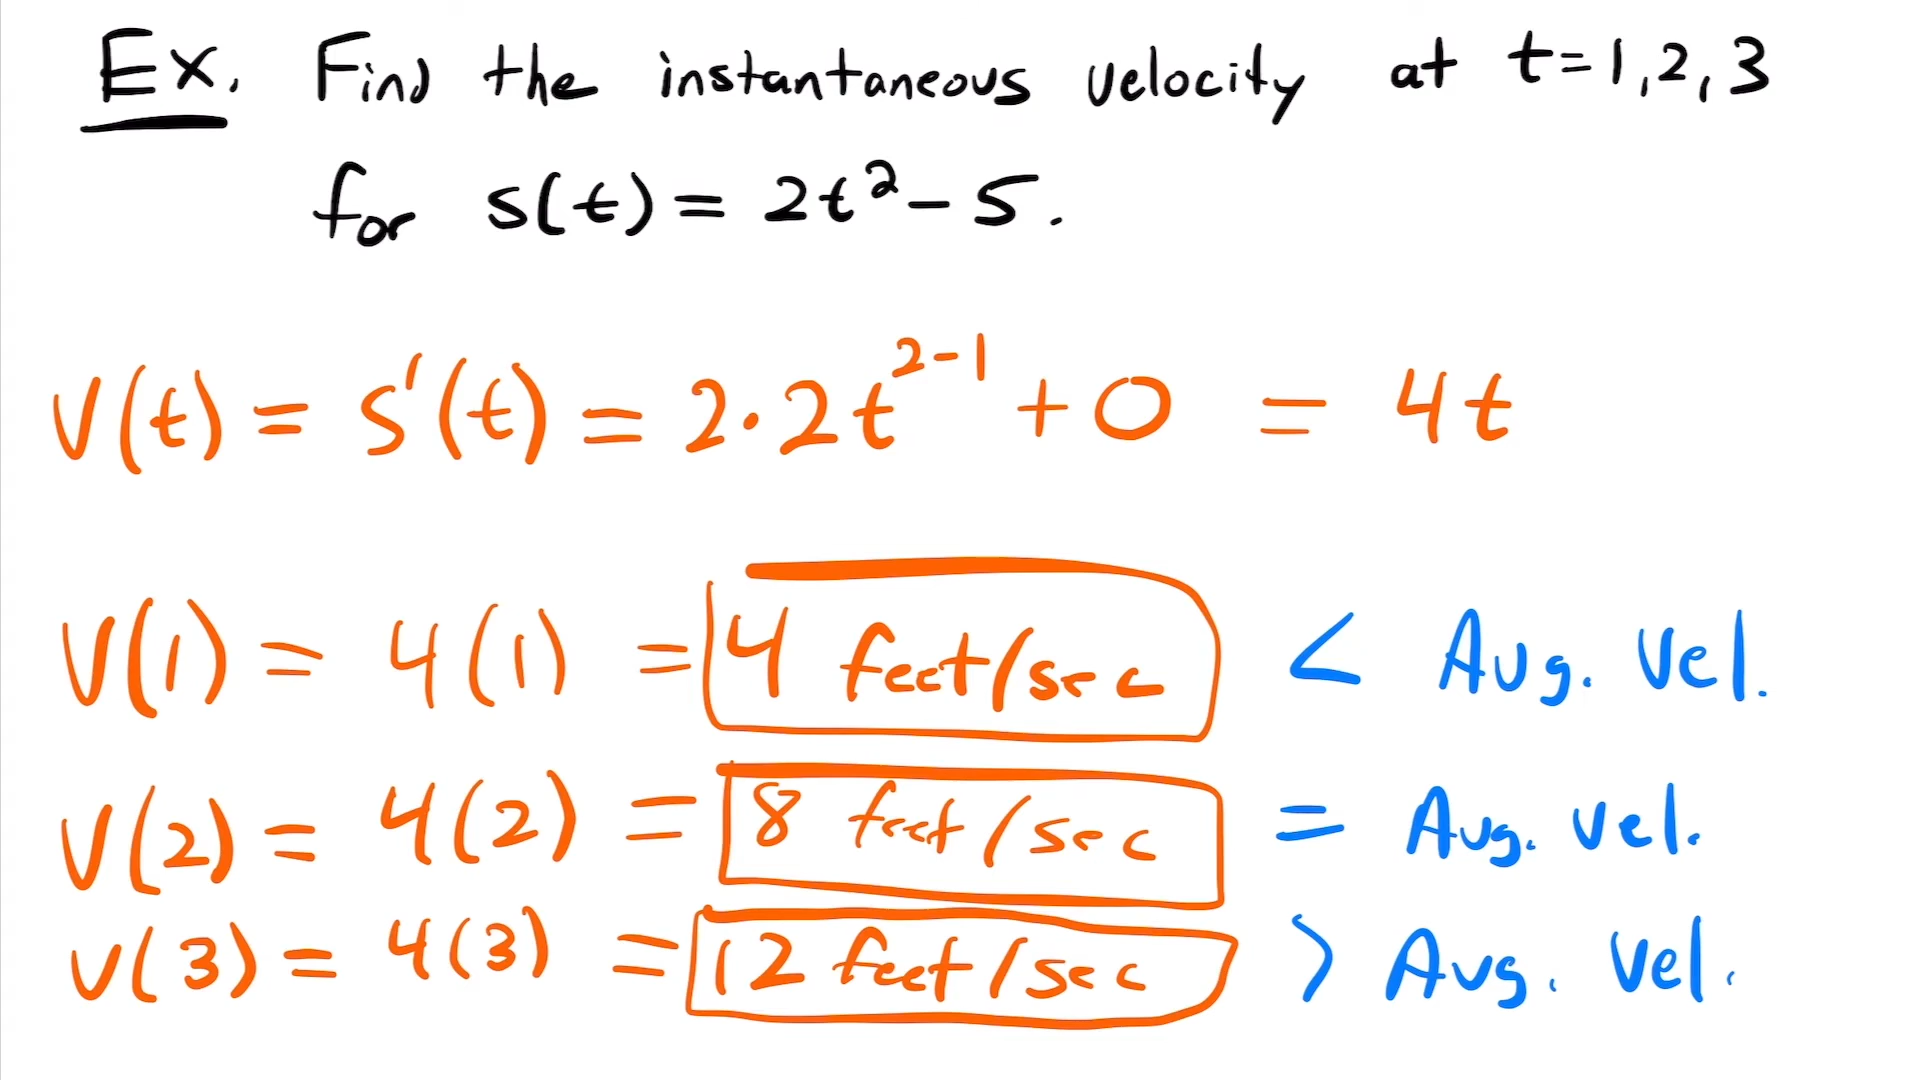 Ex. Find the instantaneous velocity at t=1,2,3
for s(t) = 2t² - 5.
V(t) = s'(t) = 2·2t²⁻¹ + 0 = 4t
V(1) = 4(1) = 4 feet/sec < Avg. Vel.
V(2) = 4(2) = 8 feet/sec = Avg. Vel.
V(3) = 4(3) = 12 feet/sec > Avg. Vel.